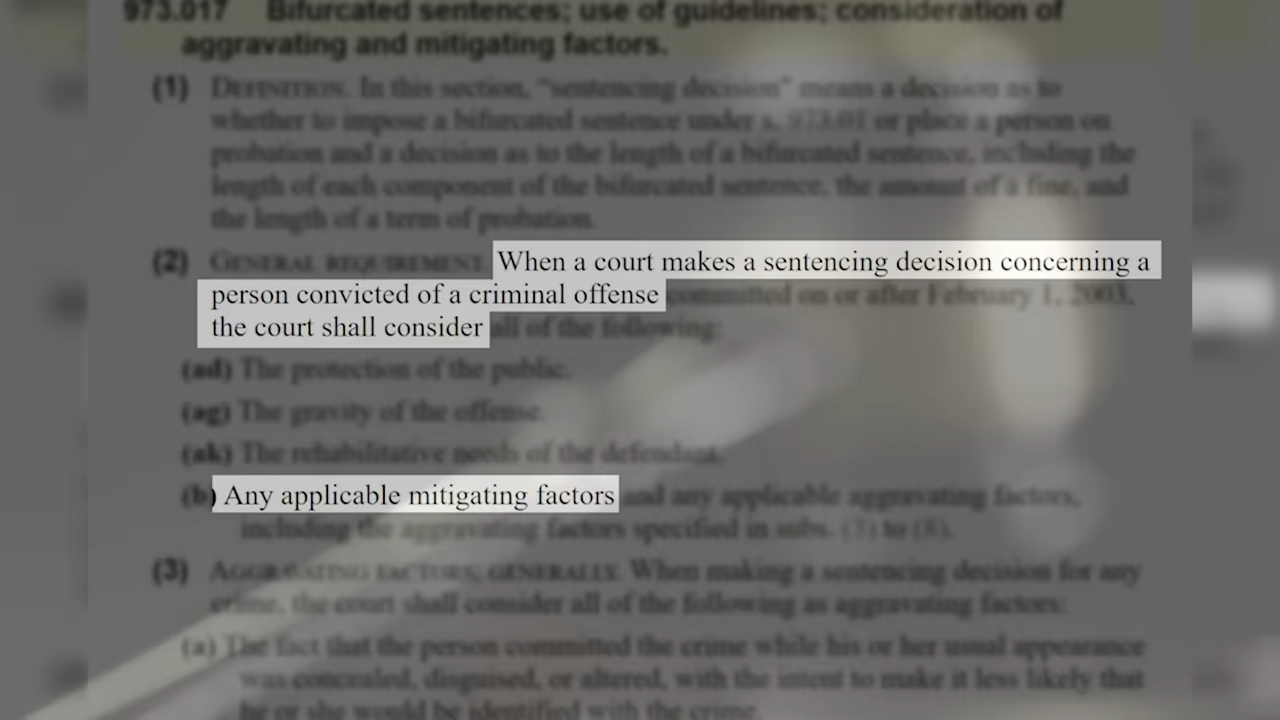 973.017 Bifurcated sentences; use of guidelines; consideration of
aggravating and mitigating factors.
(1) DEFINITION. In this section, "sentencing decision" means a decision as to
whether to impose a bifurcated sentence under s. 973.01 or place a person on
probation and a decision as to the length of a bifurcated sentence, including the
length of each component of the bifurcated sentence, the amount of a fine, and
the length of a term of probation.
(2) GENERAL REQUIREMENT. When a court makes a sentencing decision concerning a
person convicted of a criminal offense committed on or after February 1, 2003,
the court shall consider all of the following:
(ad) The protection of the public.
(ag) The gravity of the offense.
(ak) The rehabilitative needs of the defendant.
(b) Any applicable mitigating factors and any applicable aggravating factors,
including the aggravating factors specified in subs. (3) to (8).
(3) AGGRAVATING FACTORS; GENERALLY. When making a sentencing decision for any
crime, the court shall consider all of the following as aggravating factors:
(a) The fact that the person committed the crime while his or her usual appearance
was concealed, disguised, or altered, with the intent to make it less likely that
he or she would be identified with the crime.